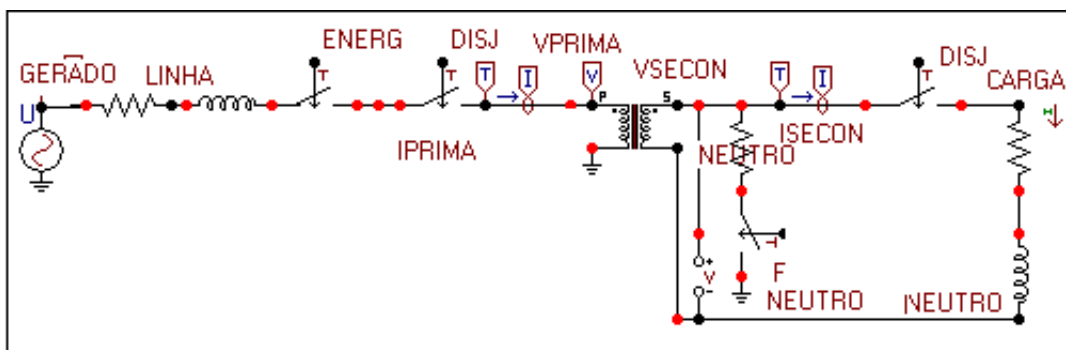 ENERG
DISJ
VPRIMA
DISJ
GERADO
LINHA
VSECON
CARGA
U
T
T
T
I
V
P
S
T
I
T
I
IPRIMA
NEUTRO
ISECON
T
+
V
-
F
NEUTRO
NEUTRO